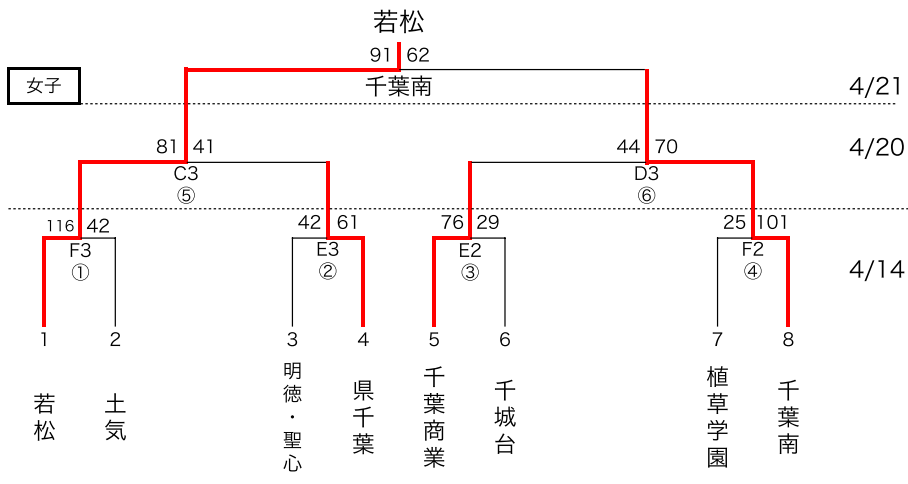 若松
91 62
女子
千葉南
4/21
81 41
44 70
4/20
C3
D3
⑤
⑥
116 42
42 61
76 29
25 101
F3
E3
E2
F2
①
②
③
④
4/14
1
2
3
4
5
6
7
8
若松
土気
明徳・聖心
県千葉
千葉商業
千城台
植草学園
千葉南